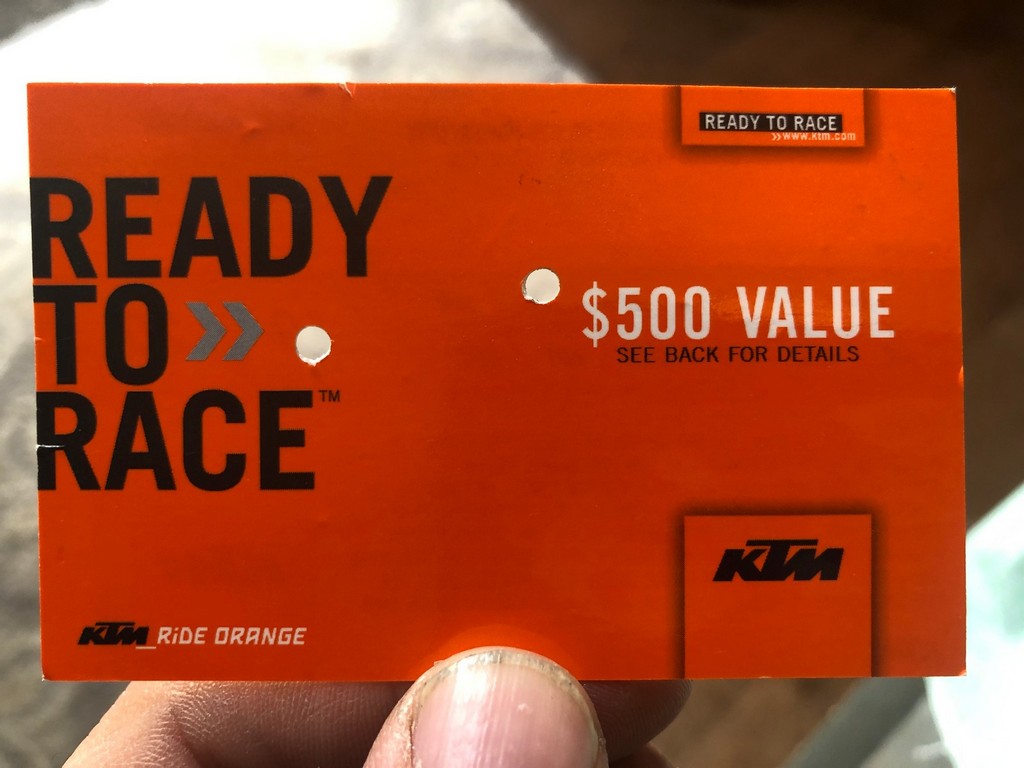 READY TO RACE
>>www.ktm.com
READY
TO >>
RACE™
$500 VALUE
SEE BACK FOR DETAILS
KTM
KTM_RiDE ORANGE